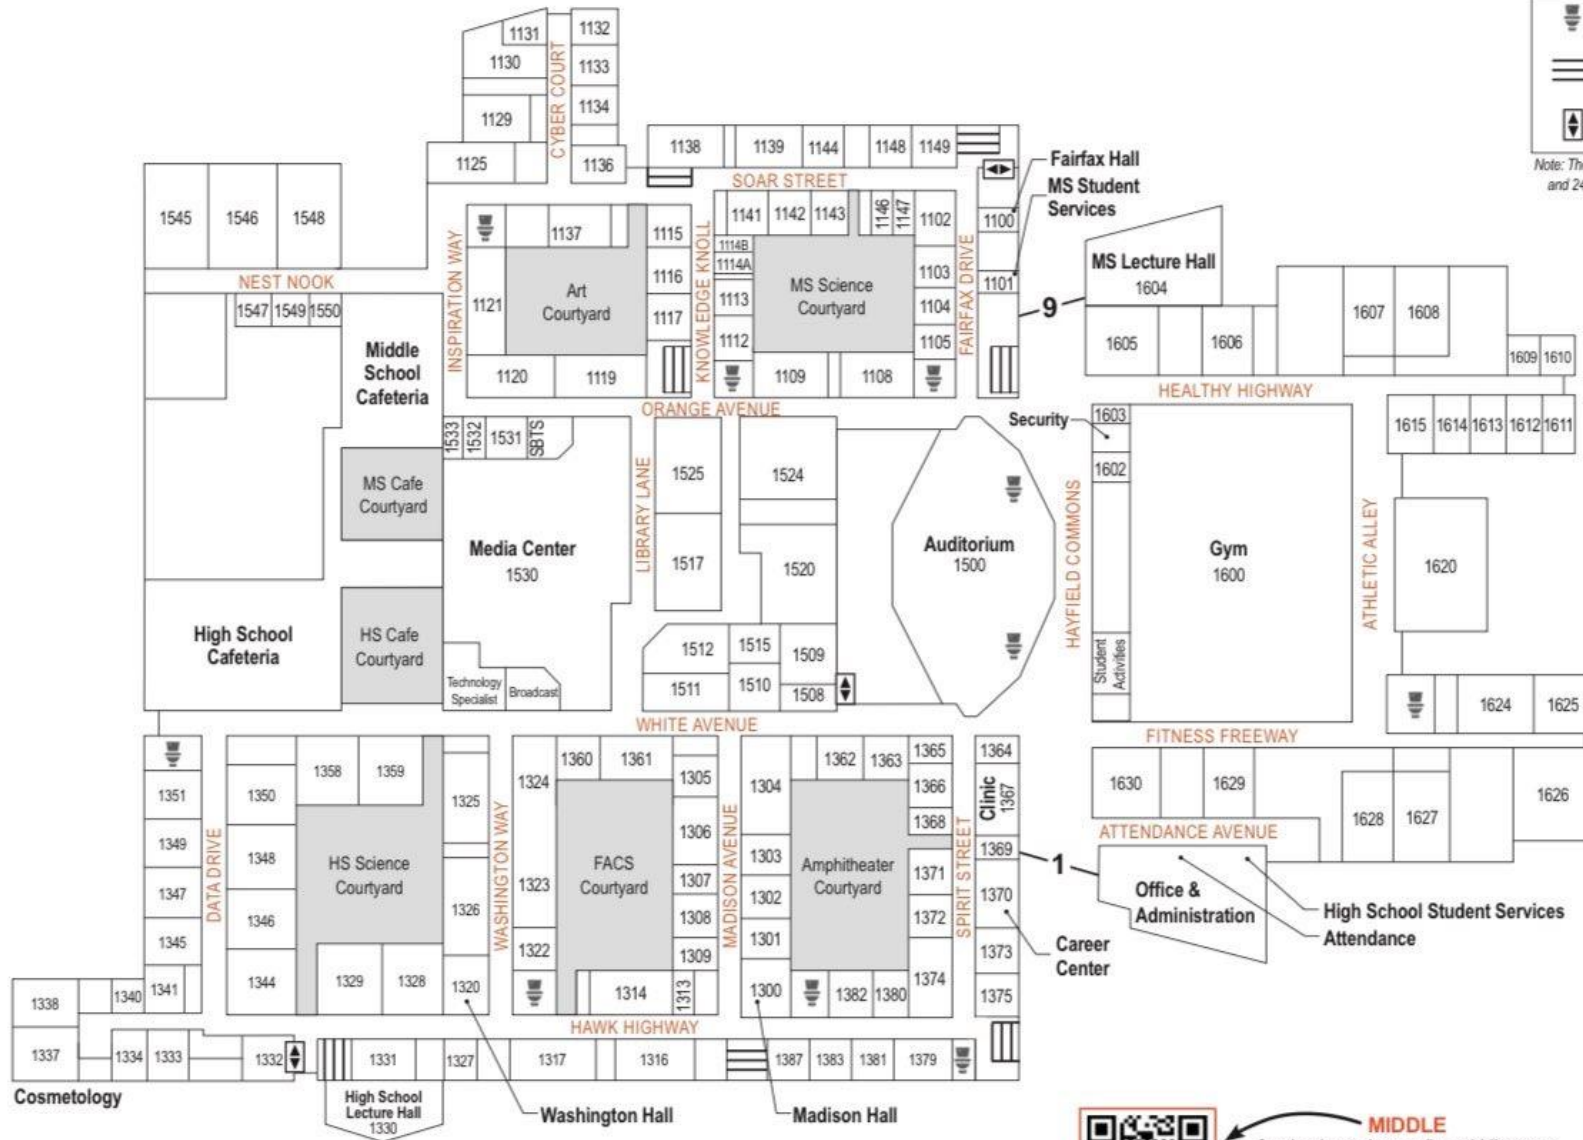 1131
1132
1130
1133
CYBER COURT
1134
1129
1125
1136
1138
1139
1144
1148
1149
SOAR STREET
Fairfax Hall
MS Student
Services
Note: Th
and 24
1545
1546
1548
NEST NOOK
1547
1549
1550
INSPIRATION WAY
1137
1115
1116
1117
1121
Art
Courtyard
1120
1119
KNOWLEDGE KNOLL
1141
1142
1143
1146
1147
1102
1114B
1114A
1113
1112
MS Science
Courtyard
1103
1104
1105
1109
1108
FAIRFAX DRIVE
1100
1101
9
MS Lecture Hall
1604
1605
1606
1607
1608
1609
1610
HEALTHY HIGHWAY
1615
1614
1613
1612
1611
Middle
School
Cafeteria
ORANGE AVENUE
Security
1603
1602
1533
1532
1531
SBTS
MS Cafe
Courtyard
Media Center
1530
LIBRARY LANE
1525
1517
1524
1520
Auditorium
1500
HAYFIELD COMMONS
Gym
1600
ATHLETIC ALLEY
1620
High School
Cafeteria
HS Cafe
Courtyard
Technology
Specialist
Broadcast
1512
1515
1509
1511
1510
1508
Student
Activities
1624
1625
WHITE AVENUE
FITNESS FREEWAY
1351
1349
1347
1345
1341
1340
1338
1337
1334
1333
1332
Cosmetology
DATA DRIVE
1350
1348
1346
1344
1358
1359
HS Science
Courtyard
1329
1328
1325
1326
1320
WASHINGTON WAY
1324
1323
1322
1360
1361
FACS
Courtyard
1314
1313
1305
1306
1307
1308
1309
MADISON AVENUE
1304
1303
1302
1301
1300
1362
1363
Amphitheater
Courtyard
1382
1380
1365
1366
1368
1371
1372
1374
SPIRIT STREET
1364
Clinic
1367
1369
1370
1373
1375
1
Career
Center
1630
1629
1628
1627
1626
ATTENDANCE AVENUE
Office &
Administration
High School Student Services
Attendance
HAWK HIGHWAY
1331
1327
1317
1316
1387
1383
1381
1379
High School
Lecture Hall
1330
Washington Hall
Madison Hall
MIDDLE